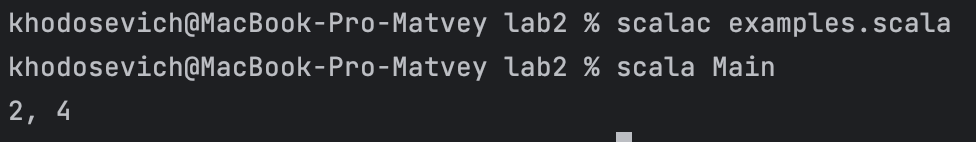 khodosevich@MacBook-Pro-Matvey lab2 % scalac examples.scala
khodosevich@MacBook-Pro-Matvey lab2 % scala Main
2, 4